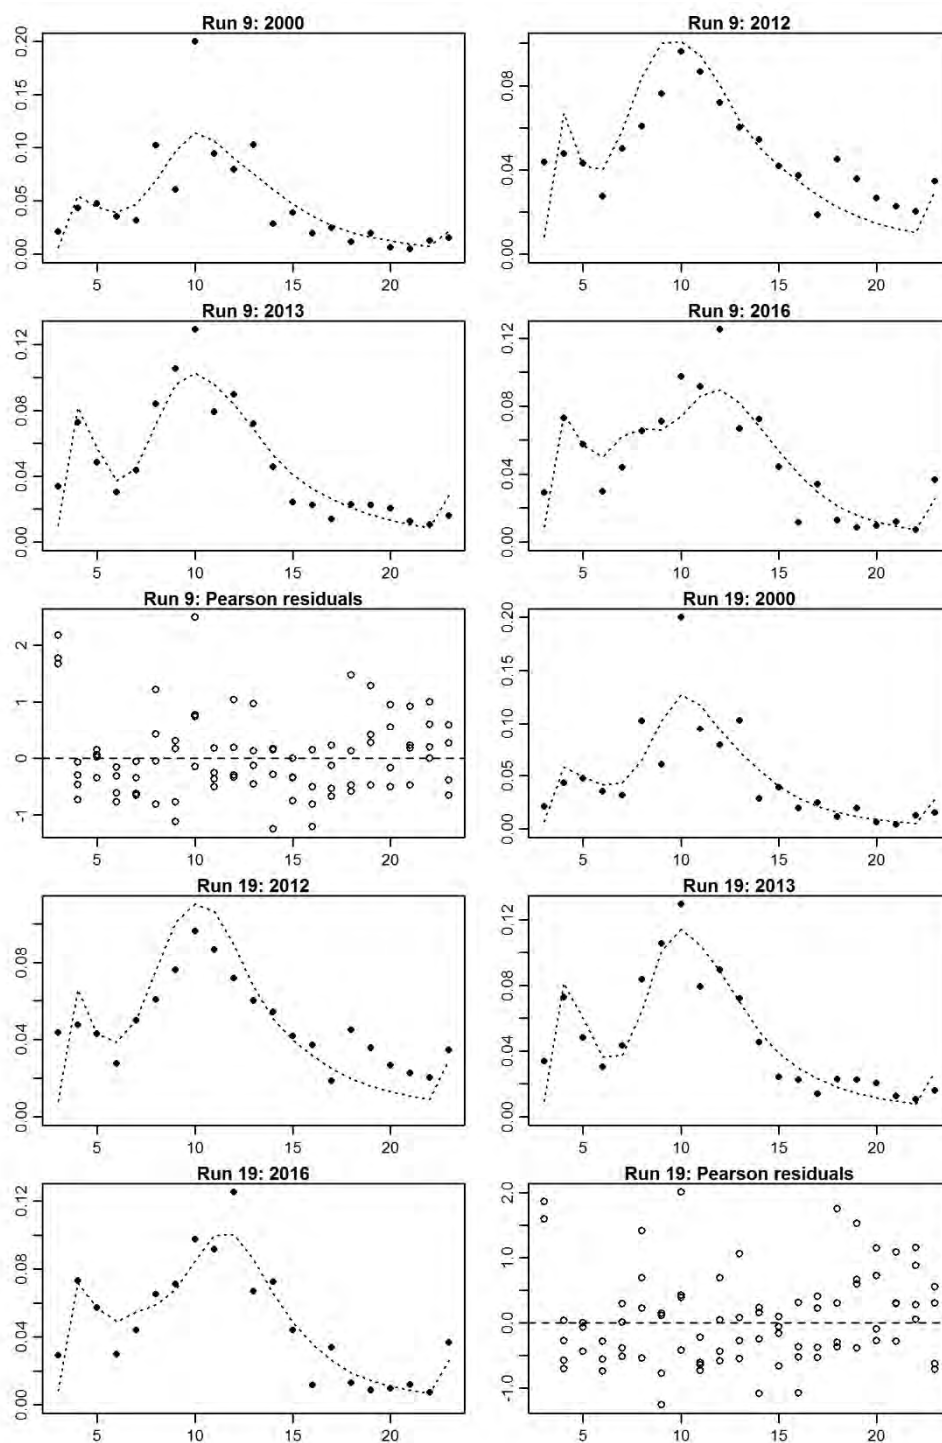 Run 9: 2000
0.00 0.05 0.10 0.15 0.20
5 10 15 20
Run 9: 2012
0.00 0.04 0.08
5 10 15 20
Run 9: 2013
0.00 0.04 0.08 0.12
5 10 15 20
Run 9: 2016
0.00 0.04 0.08 0.12
5 10 15 20
Run 9: Pearson residuals
-1 0 1 2
5 10 15 20
Run 19: 2000
0.00 0.05 0.10 0.15 0.20
5 10 15 20
Run 19: 2012
0.00 0.04 0.08
5 10 15 20
Run 19: 2013
0.00 0.04 0.08 0.12
5 10 15 20
Run 19: 2016
0.00 0.04 0.08 0.12
5 10 15 20
Run 19: Pearson residuals
-1.0 0.0 1.0 2.0
5 10 15 20